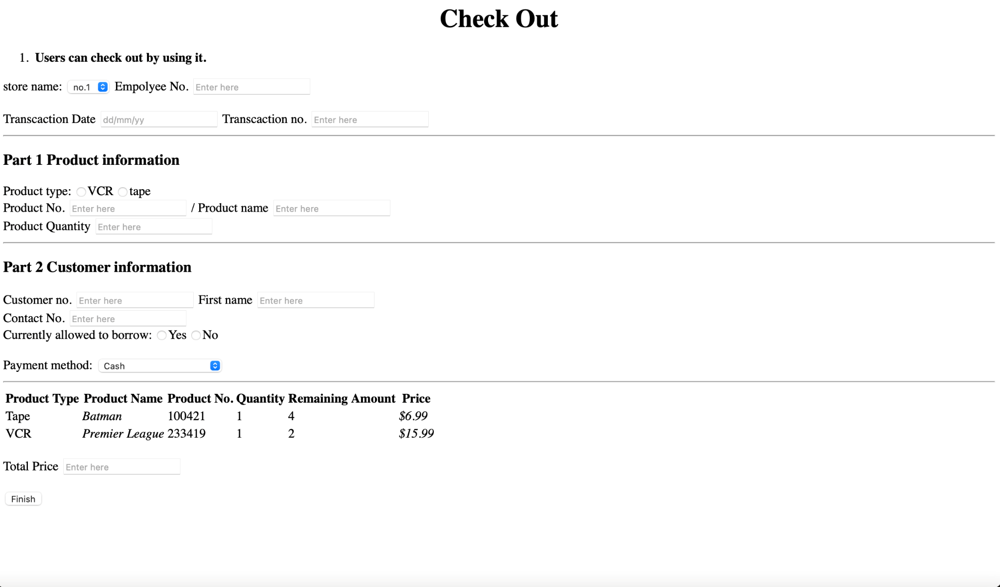 Check Out
1. Users can check out by using it.
store name: no.1 Empolyee No. Enter here
Transcaction Date dd/mm/yy Transcaction no. Enter here
Part 1 Product information
Product type: VCR tape
Product No. Enter here / Product name Enter here
Product Quantity Enter here
Part 2 Customer information
Customer no. Enter here First name Enter here
Contact No. Enter here
Currently allowed to borrow: Yes No
Payment method: Cash
Product Type Product Name Product No. Quantity Remaining Amount Price
Tape Batman 100421 1 4 $6.99
VCR Premier League 233419 1 2 $15.99
Total Price Enter here
Finish